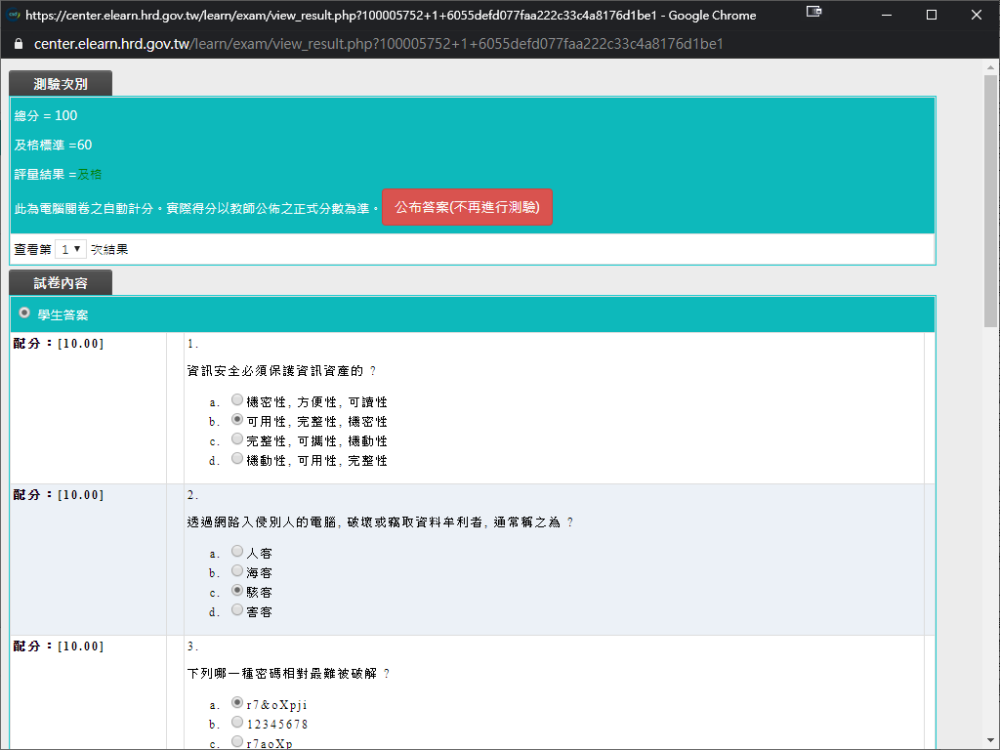 https://center.elearn.hrd.gov.tw/learn/exam/view_result.php?100005752+1+6055defd077faa222c33c4a8176d1be1 - Google Chrome
center.elearn.hrd.gov.tw/learn/exam/view_result.php?100005752+1+6055defd077faa222c33c4a8176d1be1
測驗次別
總分 = 100
及格標準 =60
評量結果 =及格
此為電腦閱卷之自動計分。實際得分以教師公佈之正式分數為準。 公布答案(不再進行測驗)
查看第 1 次結果
試卷內容
學生答案
配分：[10.00] 1.
資訊安全必須保護資訊資產的 ?
a. 機密性, 方便性, 可讀性
b. 可用性, 完整性, 機密性
c. 完整性, 可攜性, 機動性
d. 機動性, 可用性, 完整性
配分：[10.00] 2.
透過網路入侵別人的電腦, 破壞或竊取資料牟利者, 通常稱之為 ?
a. 人客
b. 海客
c. 駭客
d. 害客
配分：[10.00] 3.
下列哪一種密碼相對最難被破解 ?
a. r7&oXpji
b. 12345678
c. r7aoXp